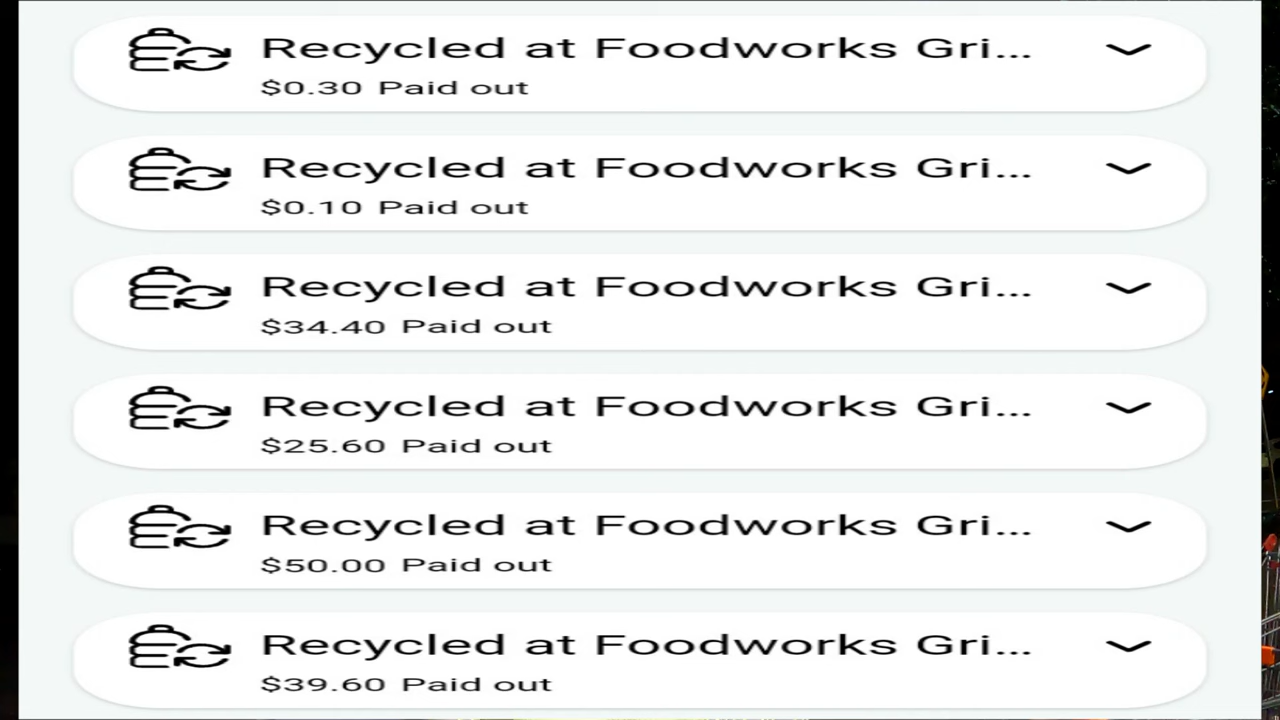 Recycled at Foodworks Gri...
$0.30 Paid out
Recycled at Foodworks Gri...
$0.10 Paid out
Recycled at Foodworks Gri...
$34.40 Paid out
Recycled at Foodworks Gri...
$25.60 Paid out
Recycled at Foodworks Gri...
$50.00 Paid out
Recycled at Foodworks Gri...
$39.60 Paid out